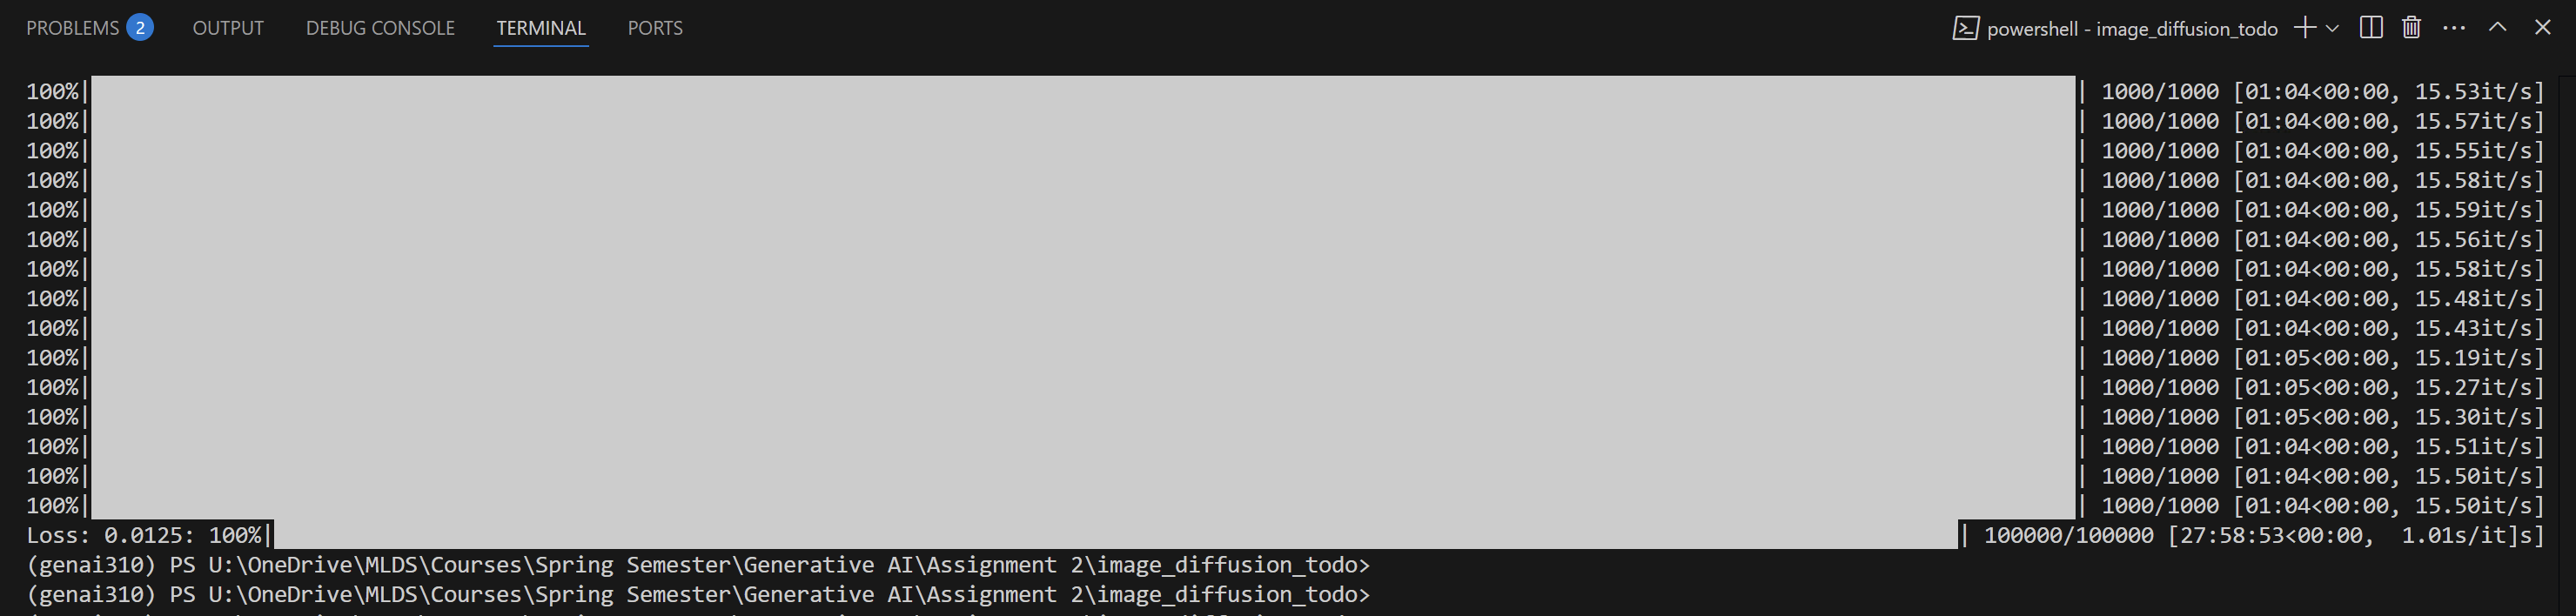 PROBLEMS 2 OUTPUT DEBUG CONSOLE TERMINAL PORTS powershell - image_diffusion_todo
100%| | 1000/1000 [01:04<00:00, 15.53it/s]
100%| | 1000/1000 [01:04<00:00, 15.57it/s]
100%| | 1000/1000 [01:04<00:00, 15.55it/s]
100%| | 1000/1000 [01:04<00:00, 15.58it/s]
100%| | 1000/1000 [01:04<00:00, 15.59it/s]
100%| | 1000/1000 [01:04<00:00, 15.56it/s]
100%| | 1000/1000 [01:04<00:00, 15.58it/s]
100%| | 1000/1000 [01:04<00:00, 15.48it/s]
100%| | 1000/1000 [01:04<00:00, 15.43it/s]
100%| | 1000/1000 [01:05<00:00, 15.19it/s]
100%| | 1000/1000 [01:05<00:00, 15.27it/s]
100%| | 1000/1000 [01:05<00:00, 15.30it/s]
100%| | 1000/1000 [01:04<00:00, 15.51it/s]
100%| | 1000/1000 [01:04<00:00, 15.50it/s]
100%| | 1000/1000 [01:04<00:00, 15.50it/s]
Loss: 0.0125: 100%| | 100000/100000 [27:58:53<00:00, 1.01s/it]s]
(genai310) PS U:\OneDrive\MLDS\Courses\Spring Semester\Generative AI\Assignment 2\image_diffusion_todo>
(genai310) PS U:\OneDrive\MLDS\Courses\Spring Semester\Generative AI\Assignment 2\image_diffusion_todo>